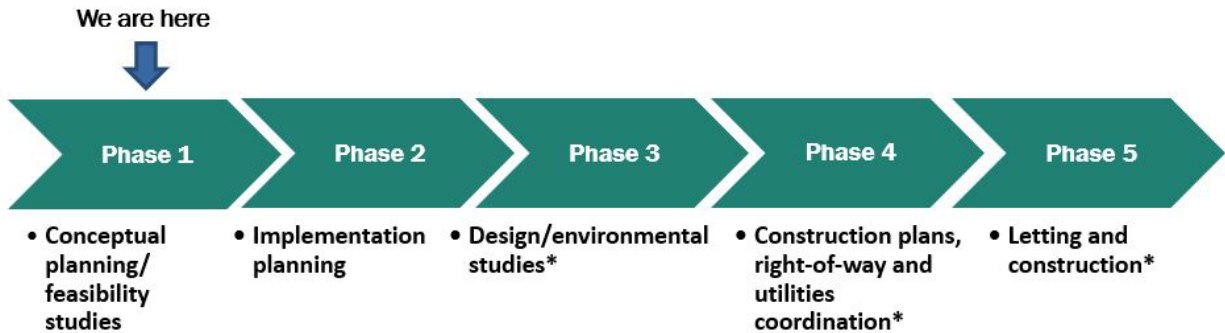 We are here
Phase 1
Phase 2
Phase 3
Phase 4
Phase 5
• Conceptual
planning/
feasibility
studies
• Implementation
planning
• Design/environmental
studies*
• Construction plans,
right-of-way and
utilities
coordination*
• Letting and
construction*